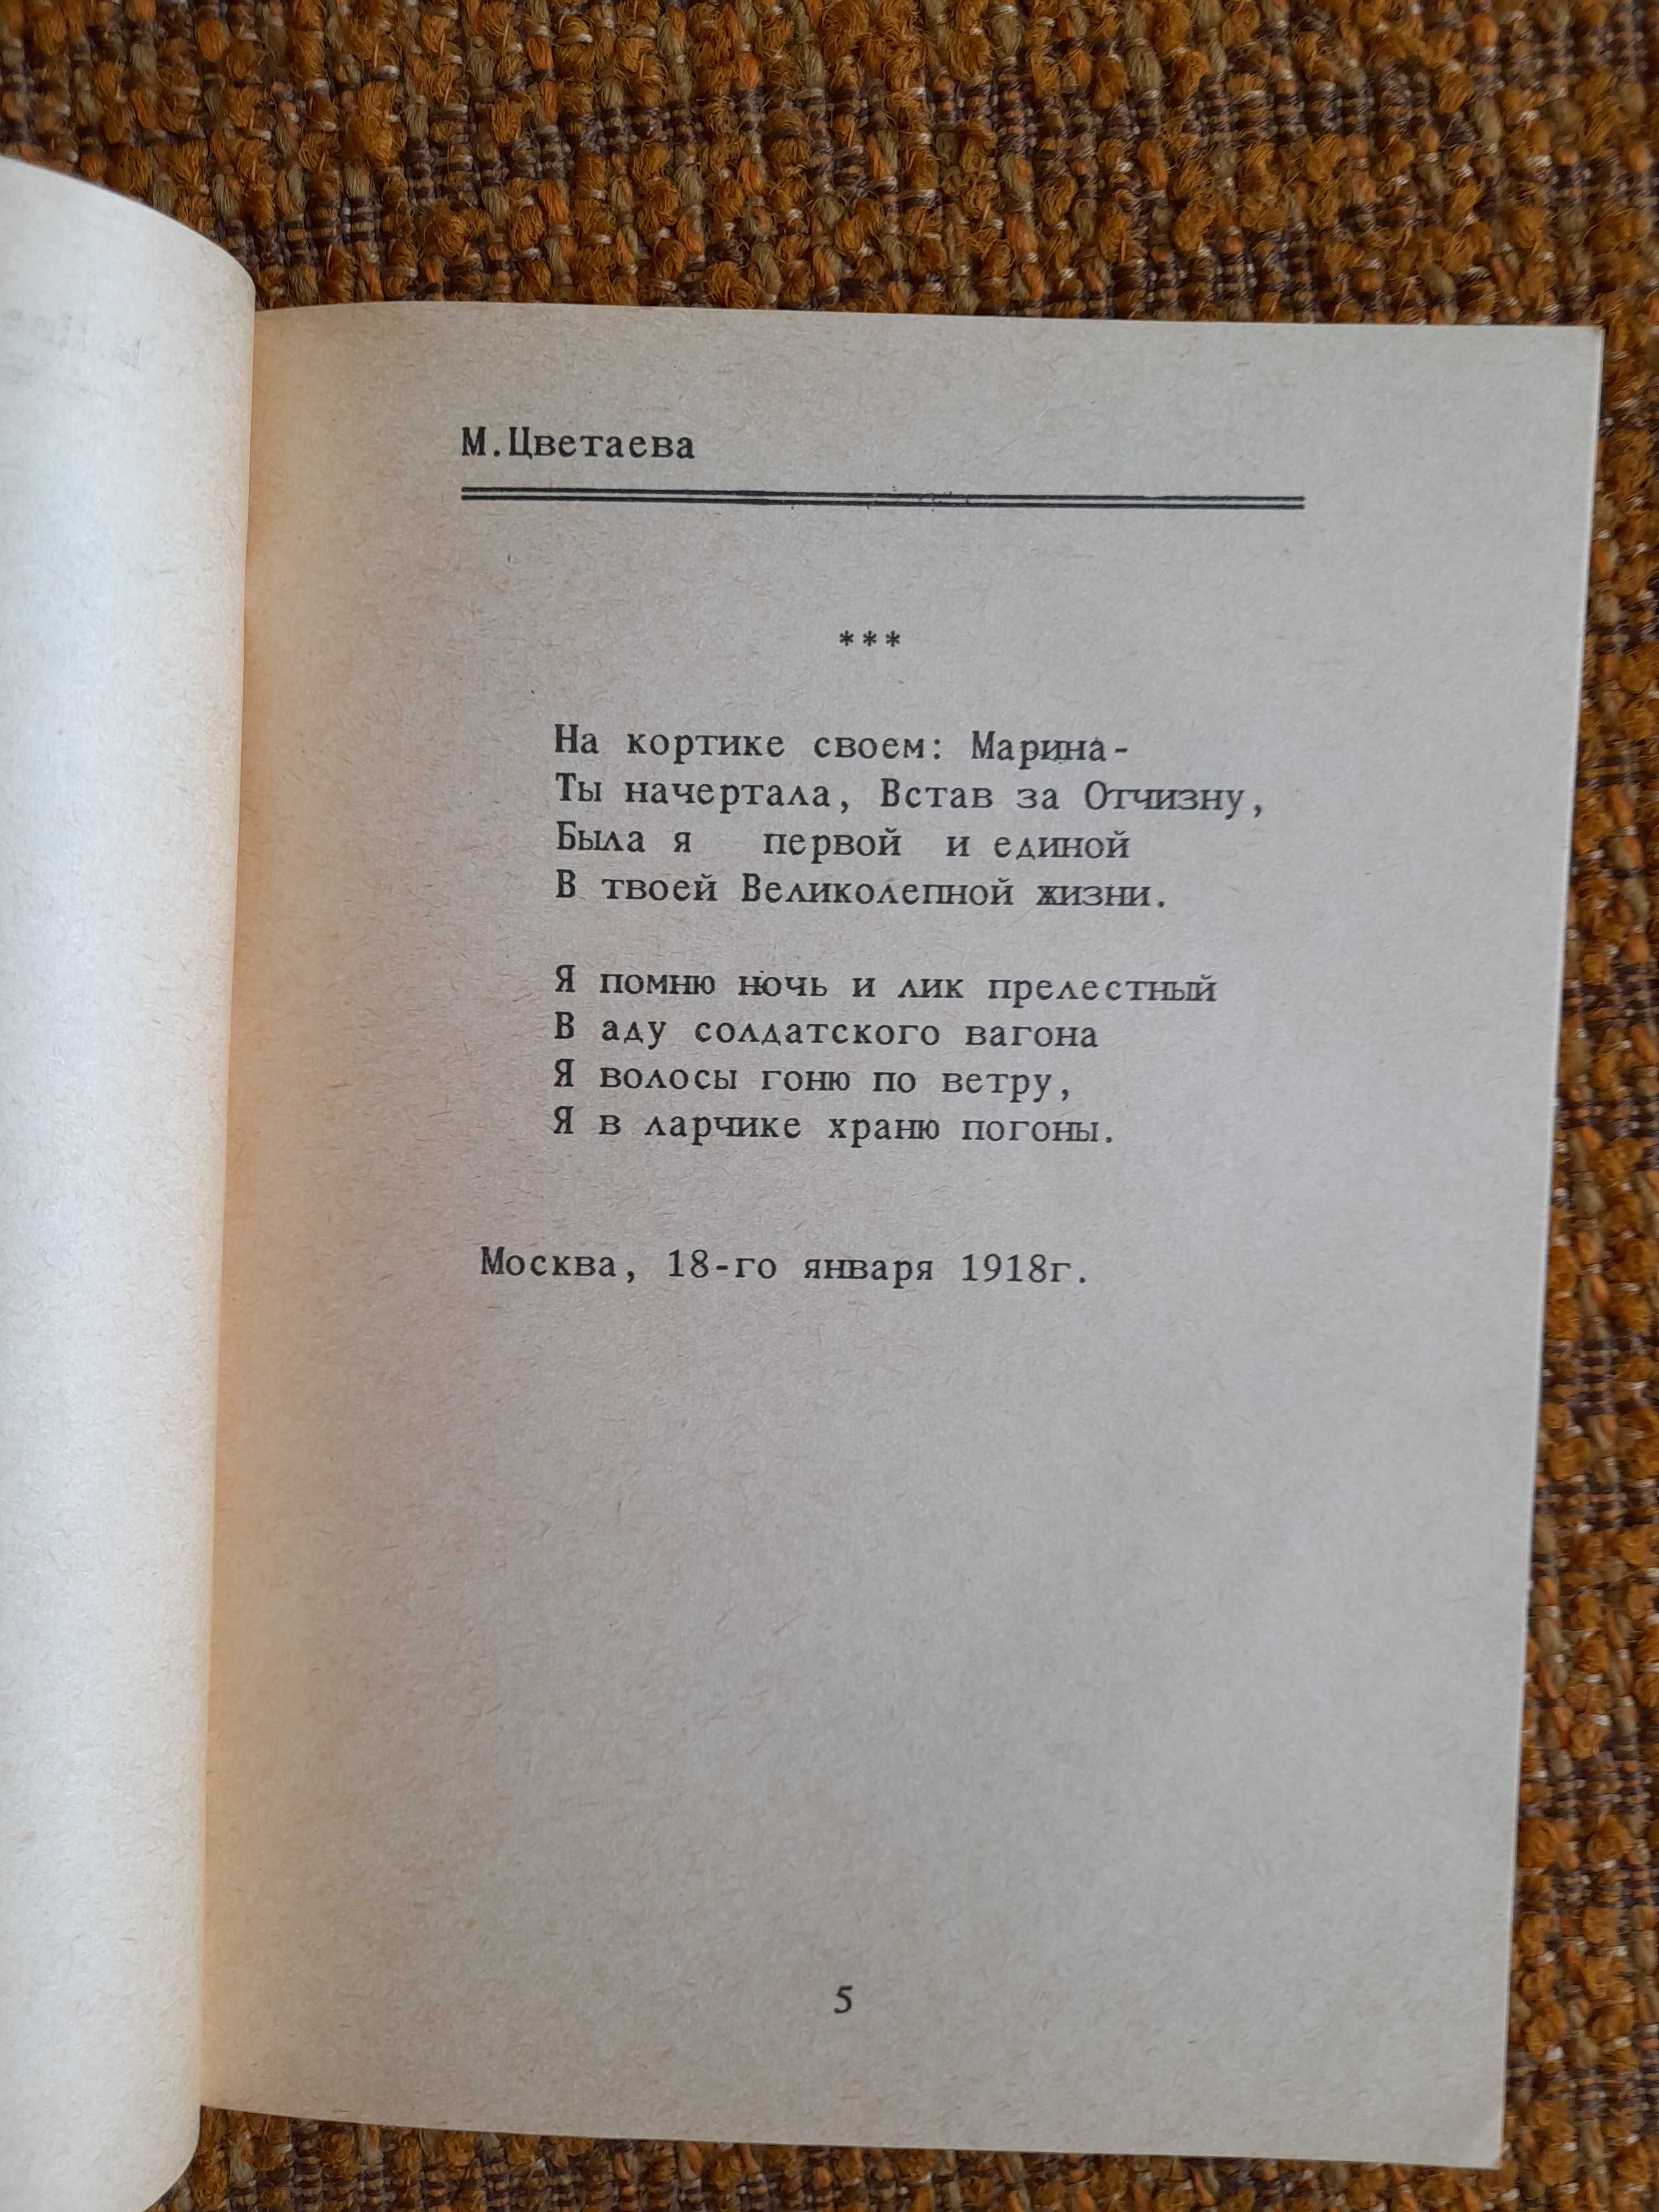 М.Цветаева
***
На кортике своем: Марина-
Ты начертала, Встав за Отчизну,
Была я первой и единой
В твоей Великолепной жизни.
Я помню ночь и лик прелестный
В аду солдатского вагона
Я волосы гоню по ветру,
Я в ларчике храню погоны.
Москва, 18-го января 1918г.
5